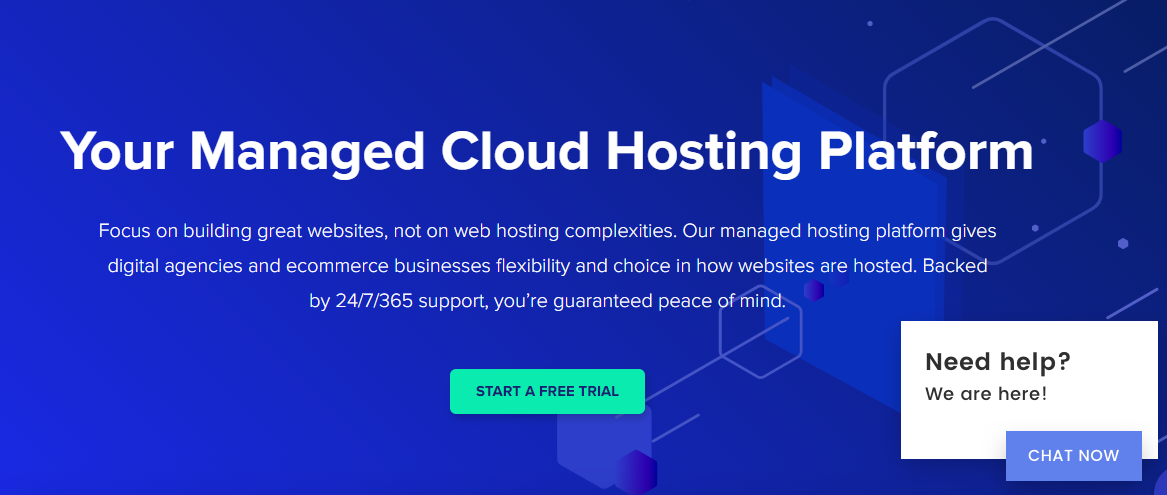 Your Managed Cloud Hosting Platform
Focus on building great websites, not on web hosting complexities. Our managed hosting platform gives
digital agencies and ecommerce businesses flexibility and choice in how websites are hosted. Backed
by 24/7/365 support, you’re guaranteed peace of mind.
START A FREE TRIAL
Need help?
We are here!
CHAT NOW